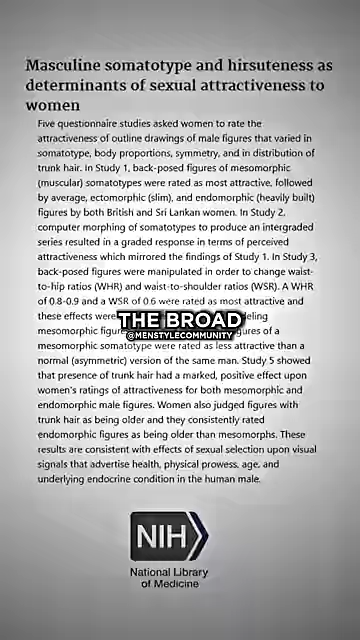 Masculine somatotype and hirsuteness as
determinants of sexual attractiveness to
women
Five questionnaire studies asked women to rate the
attractiveness of outline drawings of male figures that varied in
somatotype, body proportions, symmetry, and in distribution of
trunk hair. In Study 1, back-posed figures of mesomorphic
(muscular) somatotypes were rated as most attractive, followed
by average, ectomorphic (slim), and endomorphic (heavily built)
figures by both British and Sri Lankan women. In Study 2,
computer morphing of somatotypes to produce an intergraded
series resulted in a graded response in terms of perceived
attractiveness which mirrored the findings of Study 1. In Study 3,
back-posed figures were manipulated in order to change waist-
to-hip ratios (WHR) and waist-to-shoulder ratios (WSR). A WHR
of 0.8-0.9 and a WSR of 0.6 were rated as most attractive and
these effects were
THE BROAD
@MENSTYLECOMMUNITY
mesomorphic
mesomorphic somatotype were rated as less attractive than a
normal (asymmetric) version of the same man. Study 5 showed
that presence of trunk hair had a marked, positive effect upon
women's ratings of attractiveness for both mesomorphic and
endomorphic male figures. Women also judged figures with
trunk hair as being older and they consistently rated
endomorphic figures as being older than mesomorphs. These
results are consistent with effects of sexual selection upon visual
signals that advertise health, physical prowess, age, and
underlying endocrine condition in the human male.
NIH
National Library
of Medicine